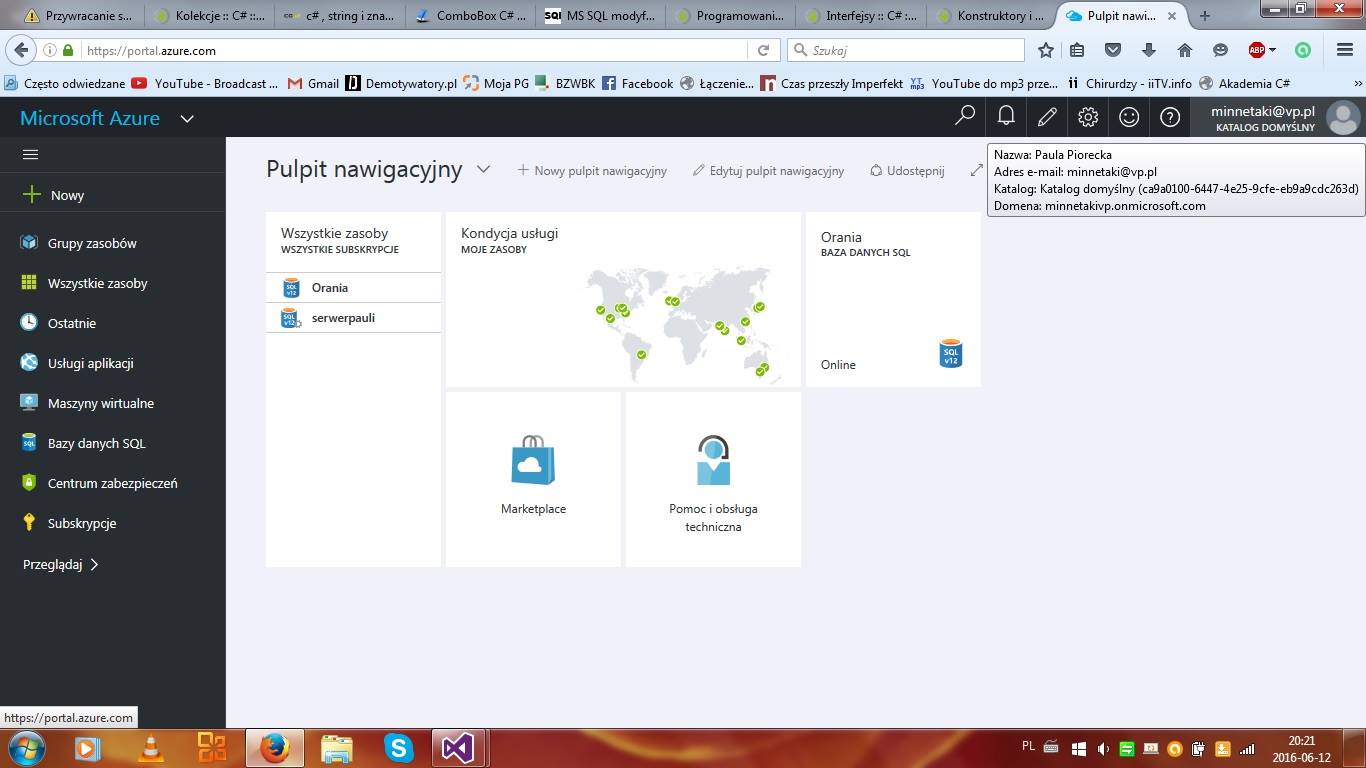 Przywracanie s...
Kolekcje :: C# ::...
c# , string i zna...
ComboBox C# ...
SQL MS SQL modyf...
Programowani...
Interfejsy :: C# :...
Konstruktory i ...
Pulpit nawi...
https://portal.azure.com
Szukaj
ABP
Często odwiedzane
YouTube - Broadcast ...
Gmail
Demotywatory.pl
Moja PG
BZWBK
Facebook
Łączenie...
Czas przeszły Imperfekt
YouTube do mp3 prze...
Chirurdzy - iiTV.info
Akademia C#
Microsoft Azure
minnetaki@vp.pl
KATALOG DOMYŚLNY
Nazwa: Paula Piorecka
Adres e-mail: minnetaki@vp.pl
Katalog: Katalog domyślny (ca9a0100-6447-4e25-9cfe-eb9a9cdc263d)
Domena: minnetakivp.onmicrosoft.com
Nowy
Grupy zasobów
Wszystkie zasoby
Ostatnie
Usługi aplikacji
Maszyny wirtualne
Bazy danych SQL
Centrum zabezpieczeń
Subskrypcje
Przeglądaj
Pulpit nawigacyjny
Nowy pulpit nawigacyjny
Edytuj pulpit nawigacyjny
Udostępnij
Wszystkie zasoby
WSZYSTKIE SUBSKRYPCJE
SQL v12 Orania
SQL v12 serwerpauli
Kondycja usługi
MOJE ZASOBY
Orania
BAZA DANYCH SQL
Online
SQL
v12
Marketplace
Pomoc i obsługa
techniczna
https://portal.azure.com
PL
20:21
2016-06-12